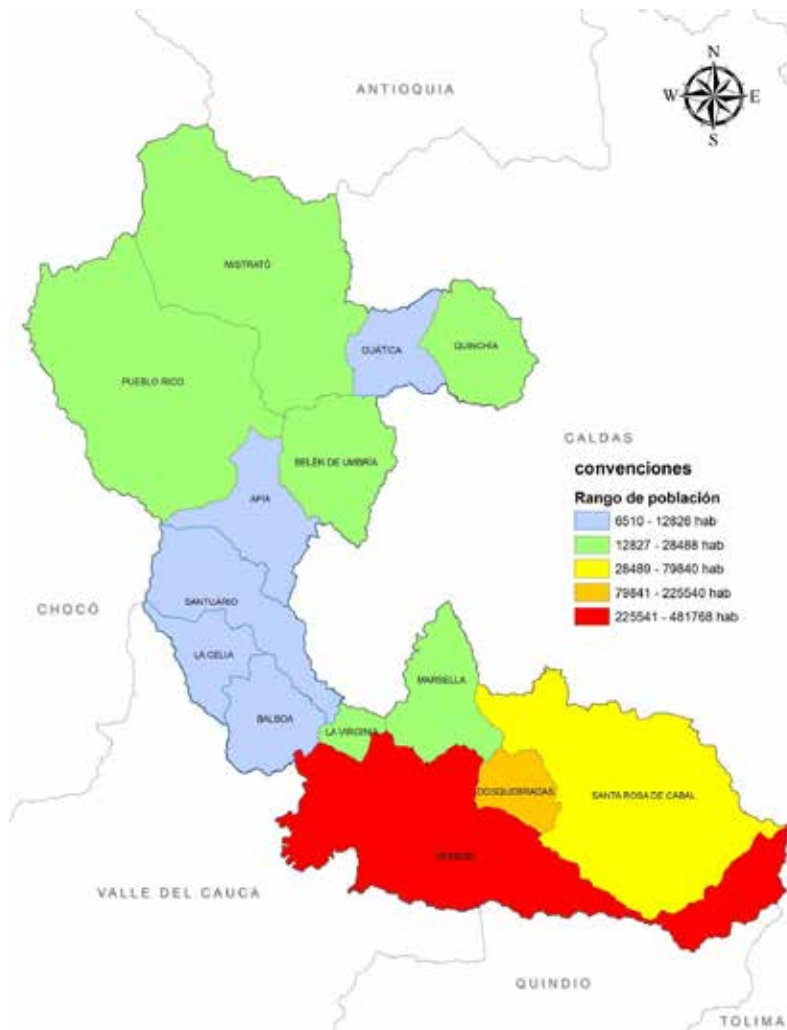 N
W E
S
ANTIOQUIA
MISTRATÓ
GUÁTICA
QUINCHÍA
PUEBLO RICO
CALDAS
BELÉN DE UMBRÍA
convenciones
Rango de población
APÍA
6510 - 12826 hab
12827 - 28488 hab
28489 - 79840 hab
79841 - 225540 hab
225541 - 481768 hab
CHOCÓ
SANTUARIO
LA CELIA
MARSELLA
BALBOA
LA VIRGINIA
DOSQUEBRADAS
SANTA ROSA DE CABAL
PEREIRA
VALLE DEL CAUCA
QUINDIO
TOLIMA